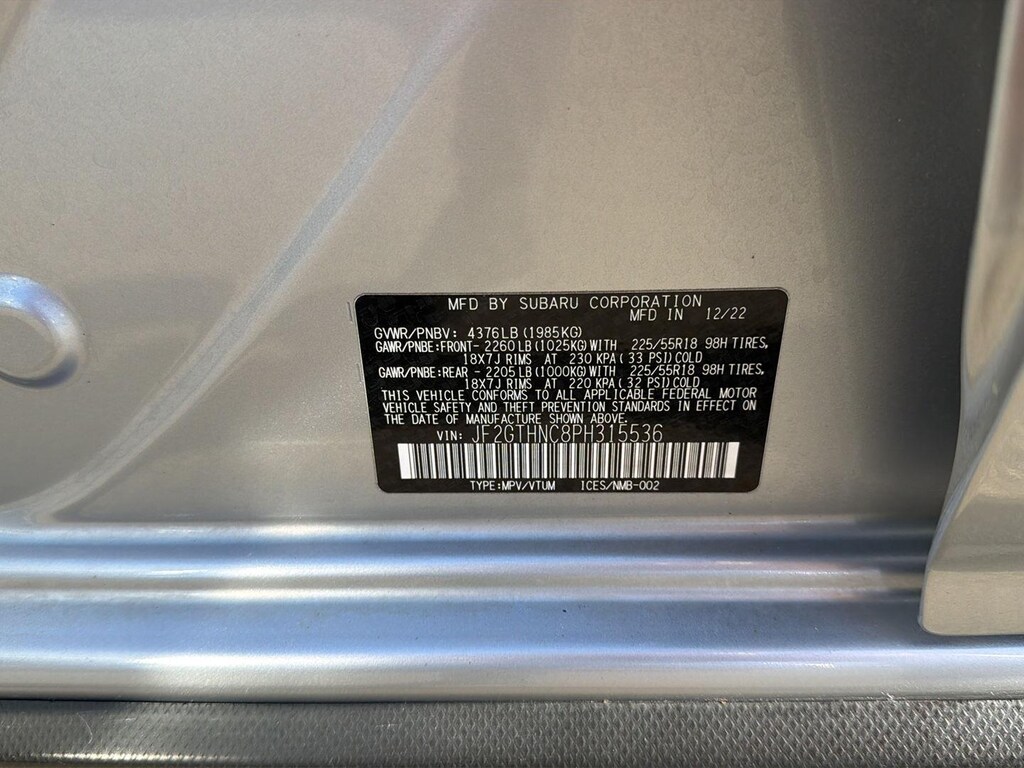 MFD BY SUBARU CORPORATION
MFD IN 12/22
GVWR/PNBV: 4376LB(1985KG)
GAWR/PNBE:FRONT- 2260LB(1025KG)WITH 225/55R18 98H TIRES,
18X7J RIMS AT 230 KPA( 33 PSI)COLD
GAWR/PNBE:REAR - 2205LB(1000KG)WITH 225/55R18 98H TIRES,
18X7J RIMS AT 220 KPA( 32 PSI)COLD
THIS VEHICLE CONFORMS TO ALL APPLICABLE FEDERAL MOTOR
VEHICLE SAFETY AND THEFT PREVENTION STANDARDS IN EFFECT ON
THE DATE OF MANUFACTURE SHOWN ABOVE.
VIN: JF2GTHNC8PH315536
TYPE:MPV/VTUM ICES/NMB-002